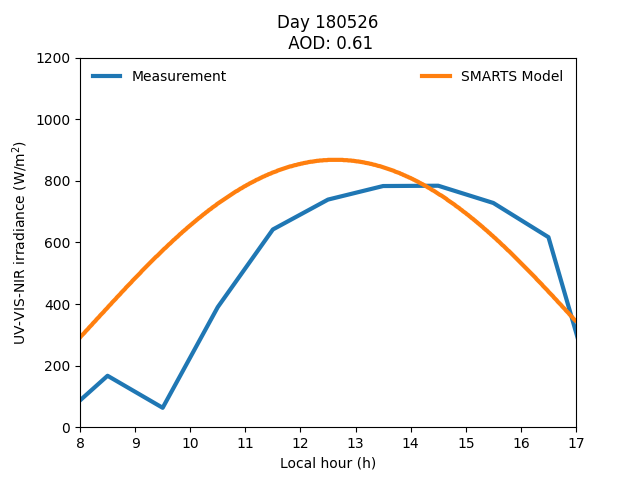 Day 180526
AOD: 0.61
Measurement
SMARTS Model
UV-VIS-NIR irradiance (W/m²)
1200
1000
800
600
400
200
0
8 9 10 11 12 13 14 15 16 17
Local hour (h)